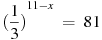 (1/3)^{11−x} = 81